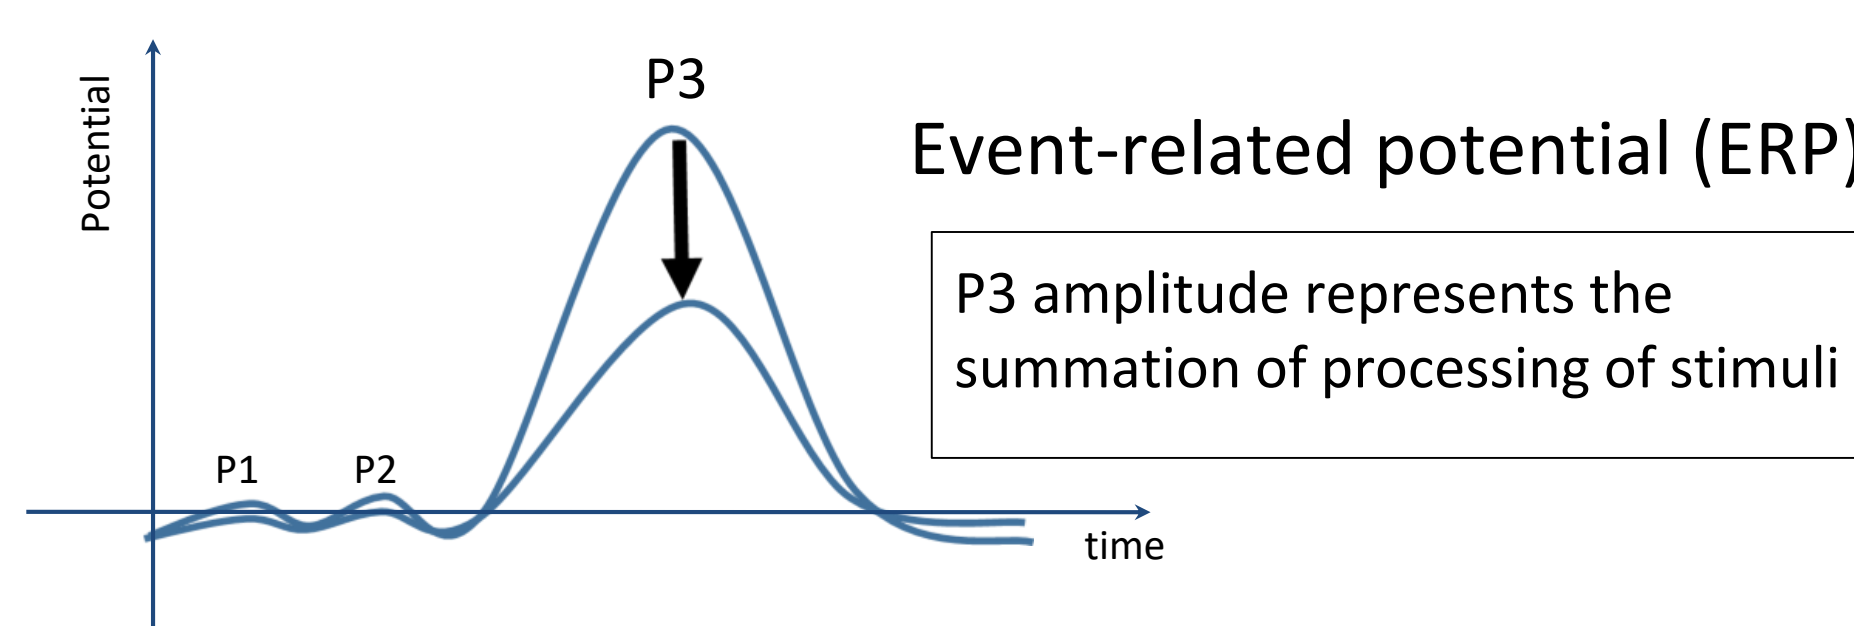 Potential
P3
Event-related potential (ERP)
P3 amplitude represents the
summation of processing of stimuli
P1
P2
time